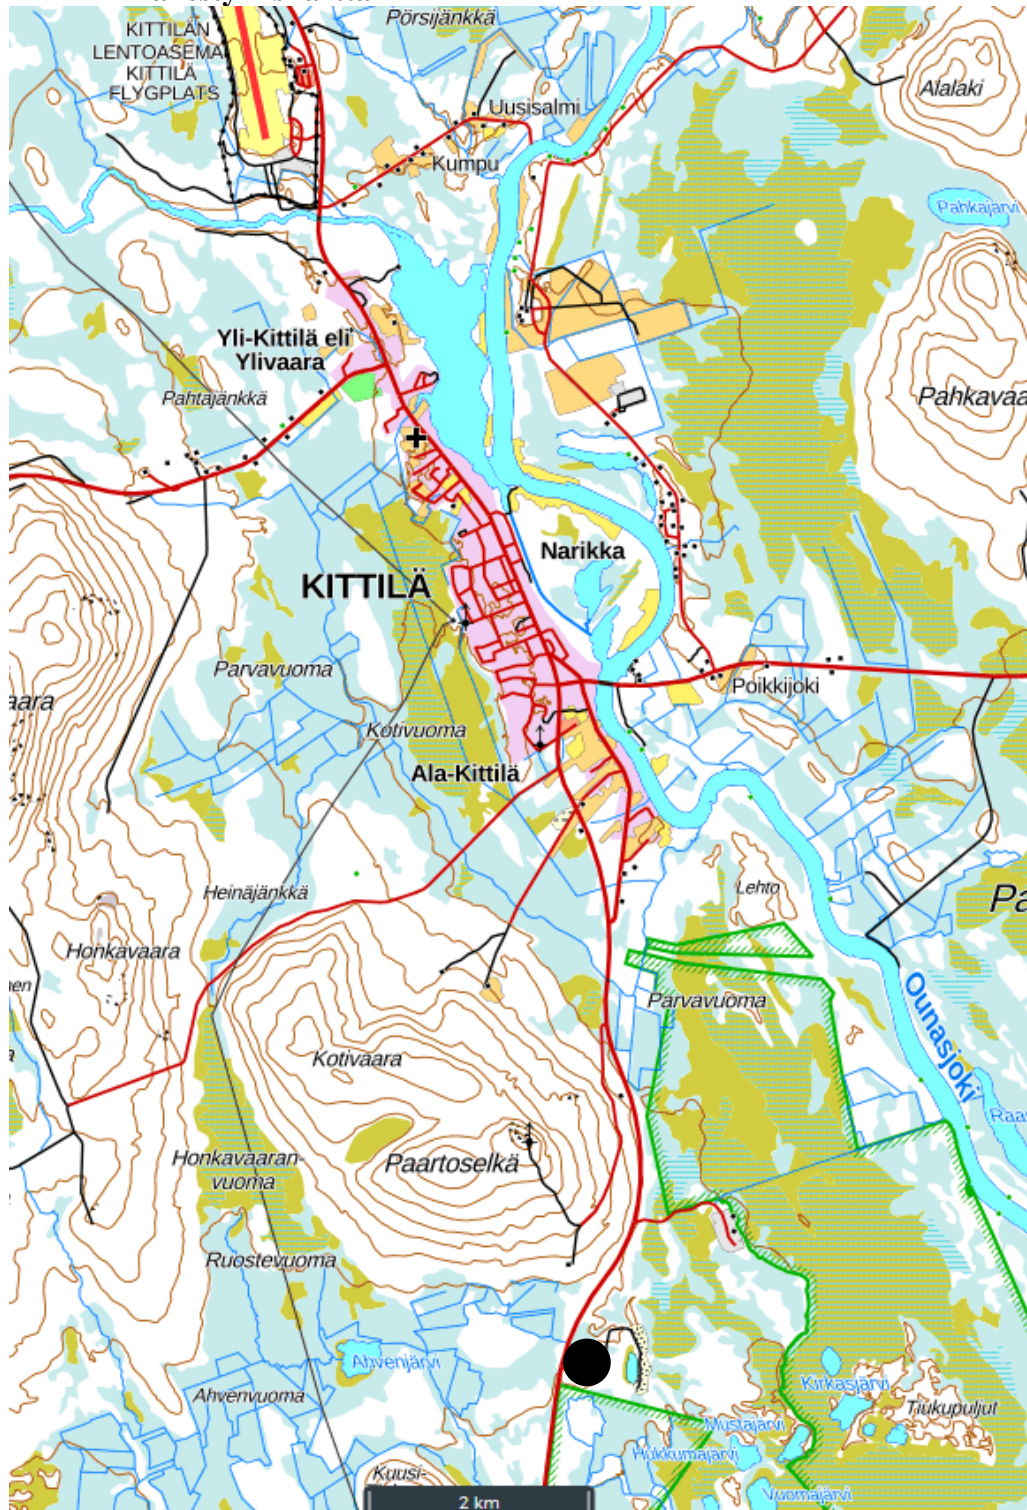 Pörsijänkkä
KITTILÄN
LENTOASEMA
KITTILÄ
FLYGPLATS
Alalaki
Uusisalmi
Kumpu
Pahkajärvi
Yli-Kittilä eli
Ylivaara
Pahtajänkkä
Pahkavaa
Narikka
KITTILÄ
Parvavuoma
Poikkijoki
aara
Kotivuoma
Ala-Kittilä
Heinäjänkkä
Lehto
Pa
Honkavaara
nen
Parvavuoma
Ounasjoki
Kotivaara
a
Raa
Honkavaaran-
vuoma
Paartoselkä
Ruostevuoma
Ahvenjärvi
Kirkasjärvi
Ahvenvuoma
Tiukupuljut
Mustajärvi
Hukkumajärvi
Kuusi-
Vuomajärvi
2 km